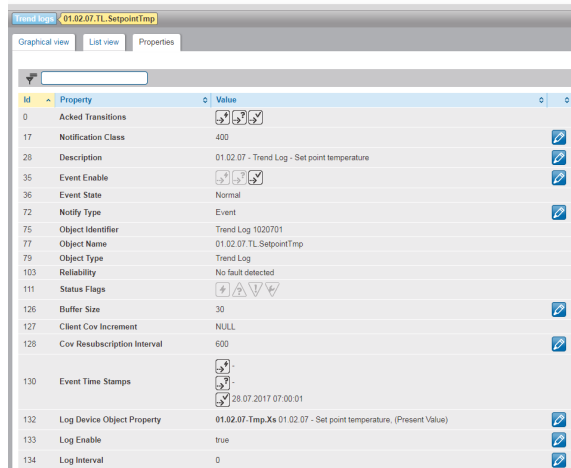 Trend logs 01.02.07.TL.SetpointTmp
Graphical view List view Properties
Id Property Value
0 Acked Transitions
17 Notification Class 400
28 Description 01.02.07 - Trend Log - Set point temperature
35 Event Enable
36 Event State Normal
72 Notify Type Event
75 Object Identifier Trend Log 1020701
77 Object Name 01.02.07.TL.SetpointTmp
79 Object Type Trend Log
103 Reliability No fault detected
111 Status Flags
126 Buffer Size 30
127 Client Cov Increment NULL
128 Cov Resubscription Interval 600
-
130 Event Time Stamps -
28.07.2017 07:00:01
132 Log Device Object Property 01.02.07-Tmp.Xs 01.02.07 - Set point temperature, (Present Value)
133 Log Enable true
134 Log Interval 0